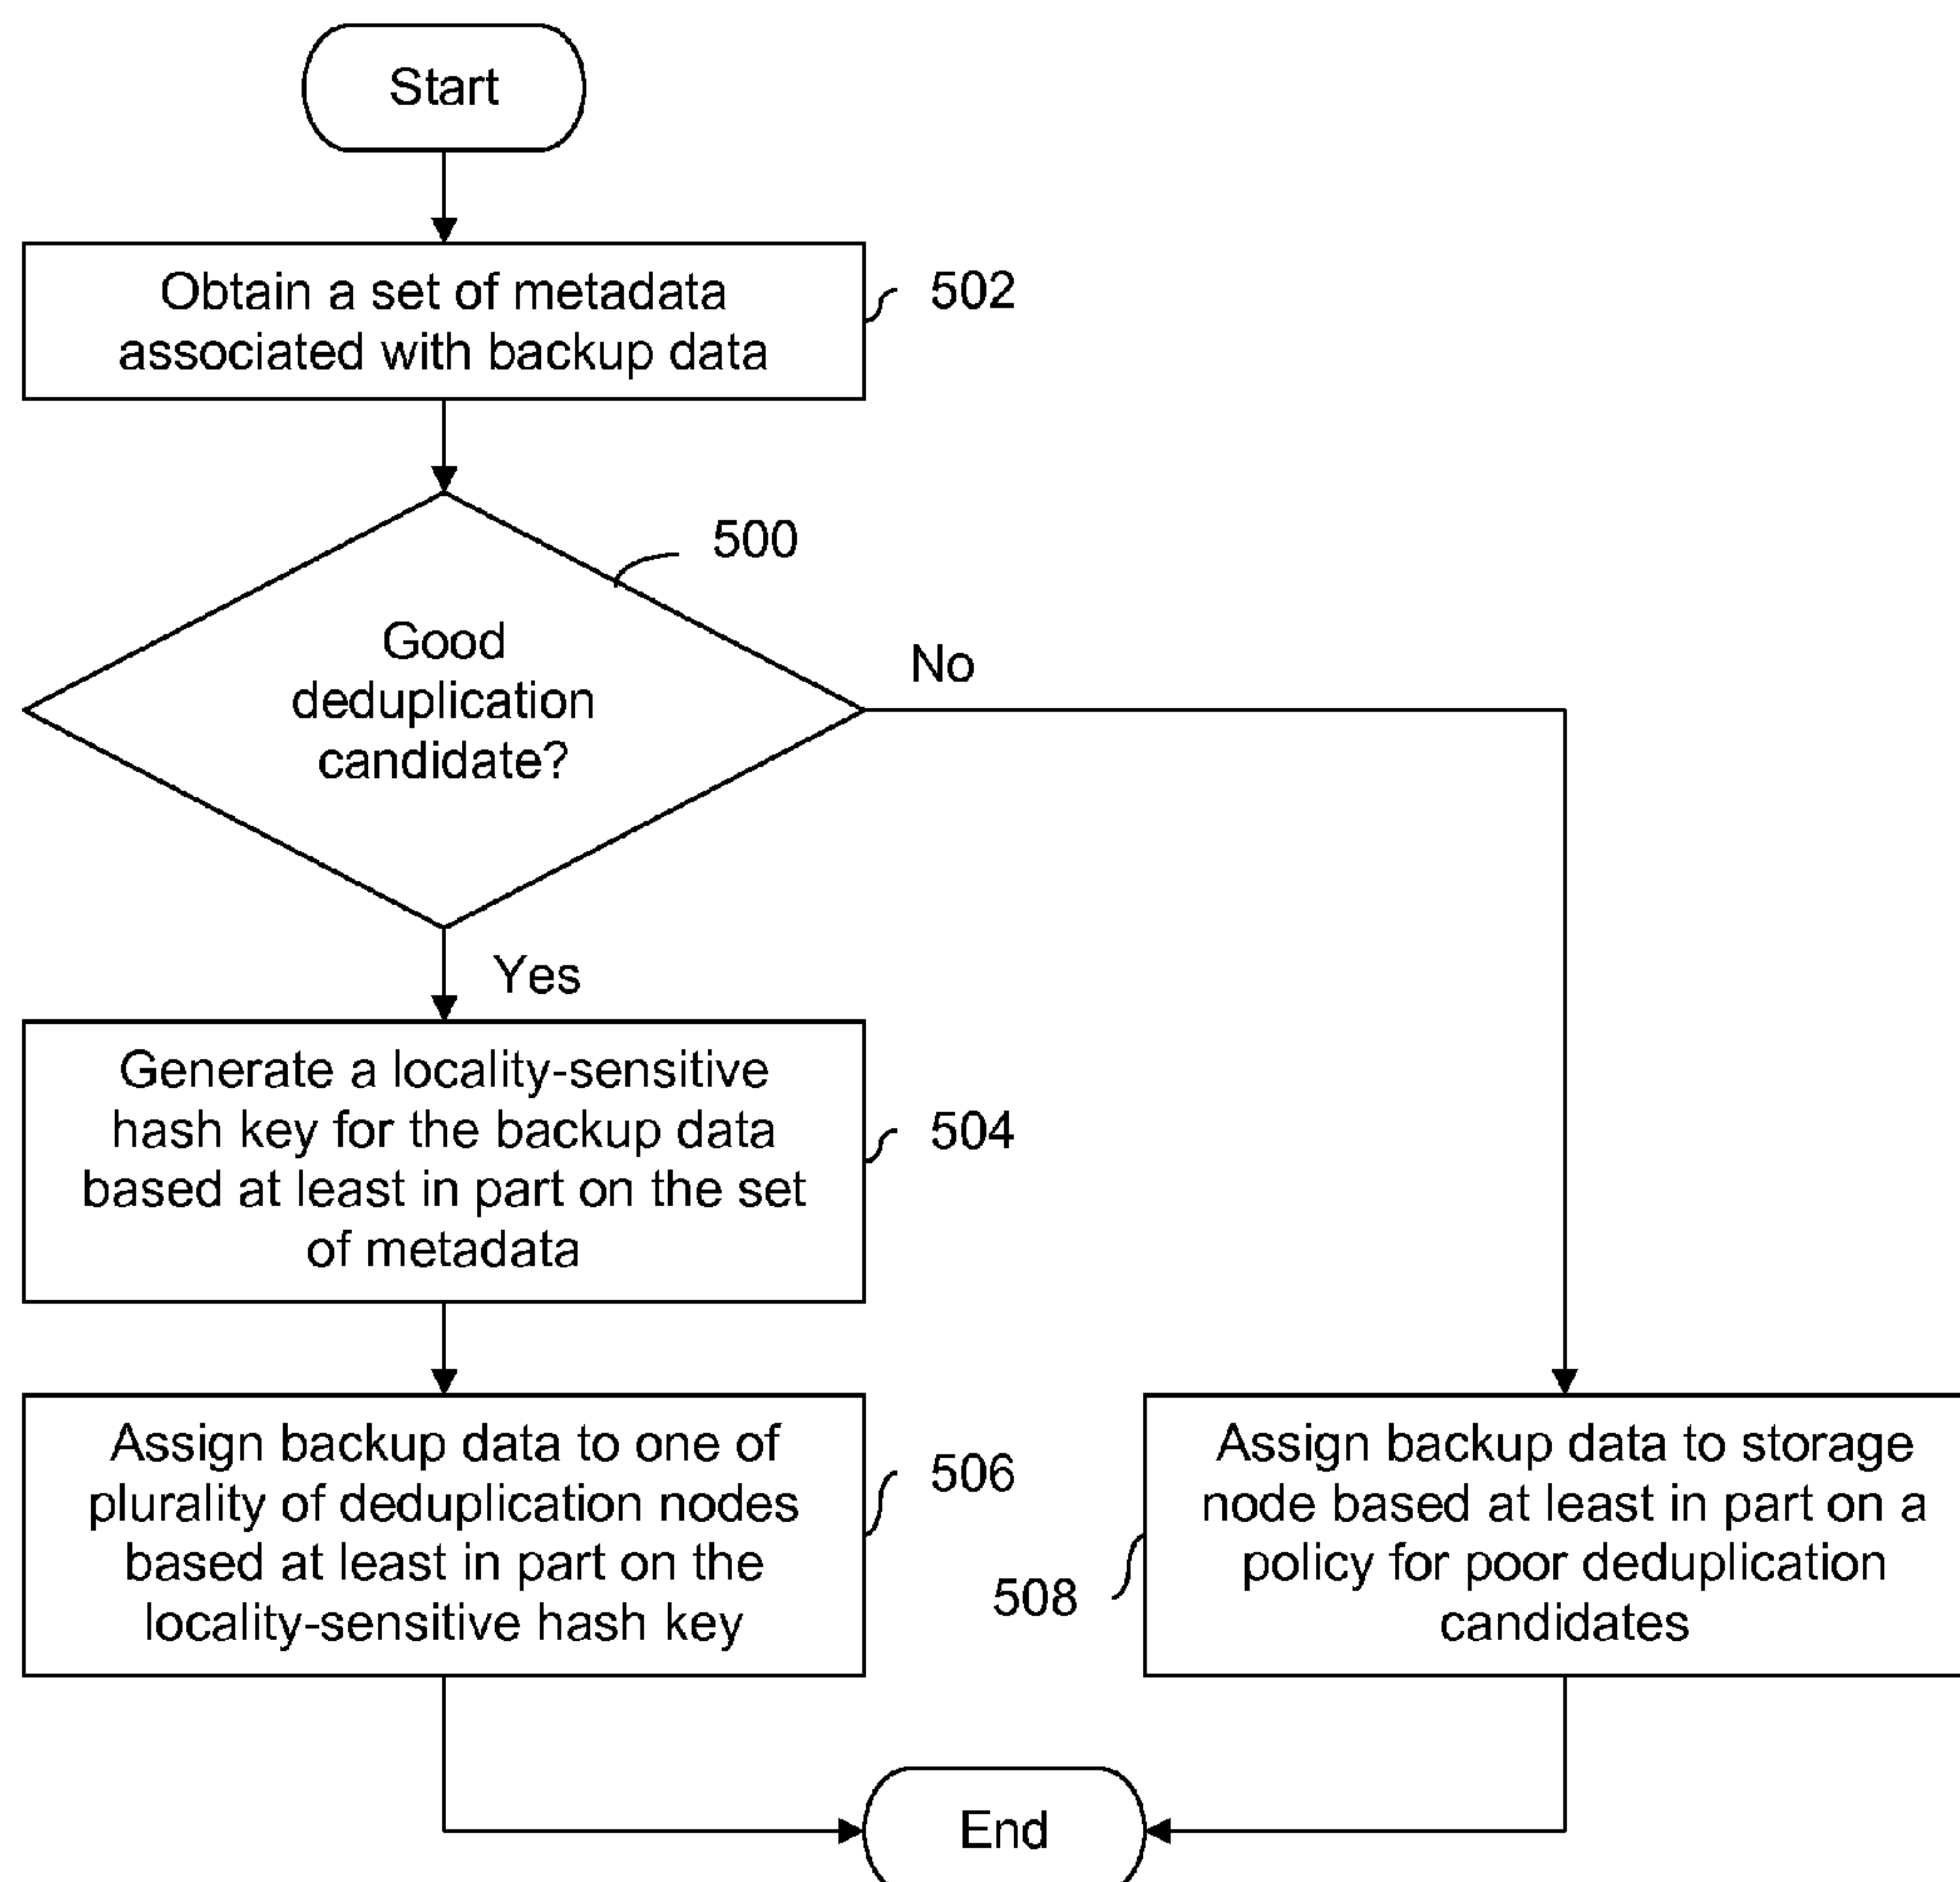 Start
Obtain a set of metadata
associated with backup data
502
500
Good
deduplication
candidate?
No
Yes
Generate a locality-sensitive
hash key for the backup data
based at least in part on the set
of metadata
504
Assign backup data to one of
plurality of deduplication nodes
based at least in part on the
locality-sensitive hash key
506
Assign backup data to storage
node based at least in part on a
policy for poor deduplication
candidates
508
End